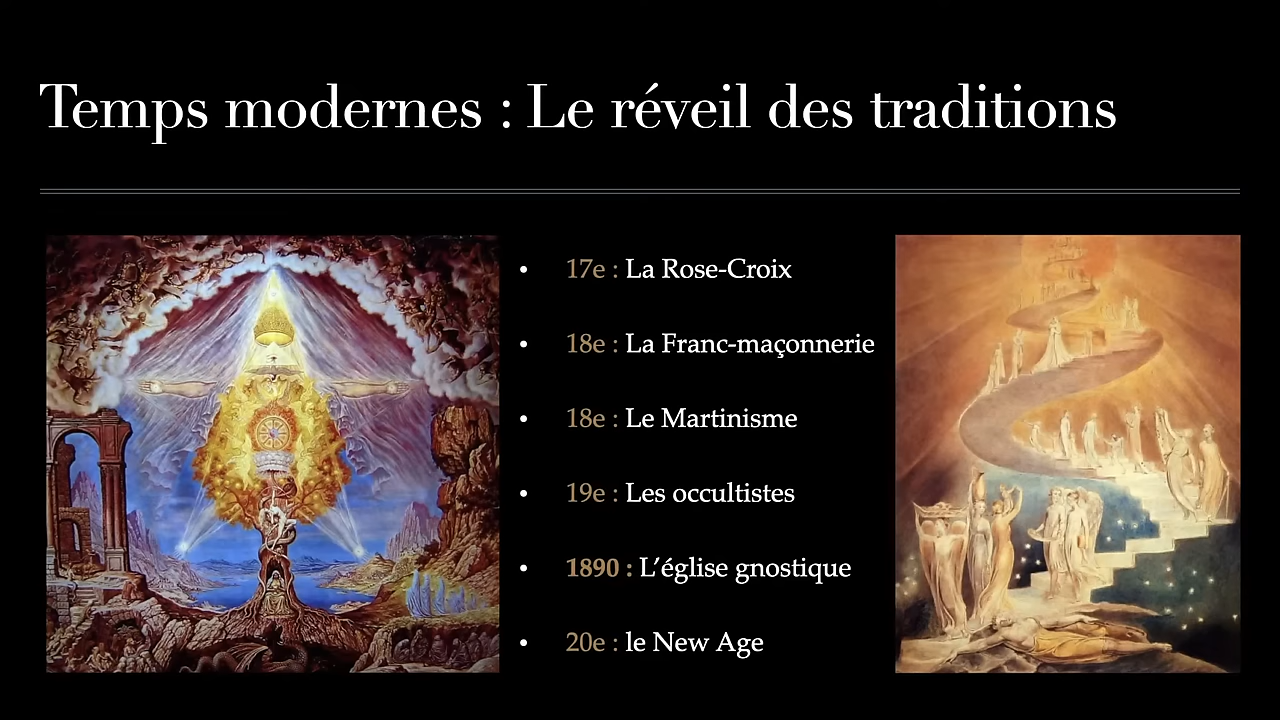 Temps modernes : Le réveil des traditions
• 17e : La Rose-Croix
• 18e : La Franc-maçonnerie
• 18e : Le Martinisme
• 19e : Les occultistes
• 1890 : L’église gnostique
• 20e : le New Age